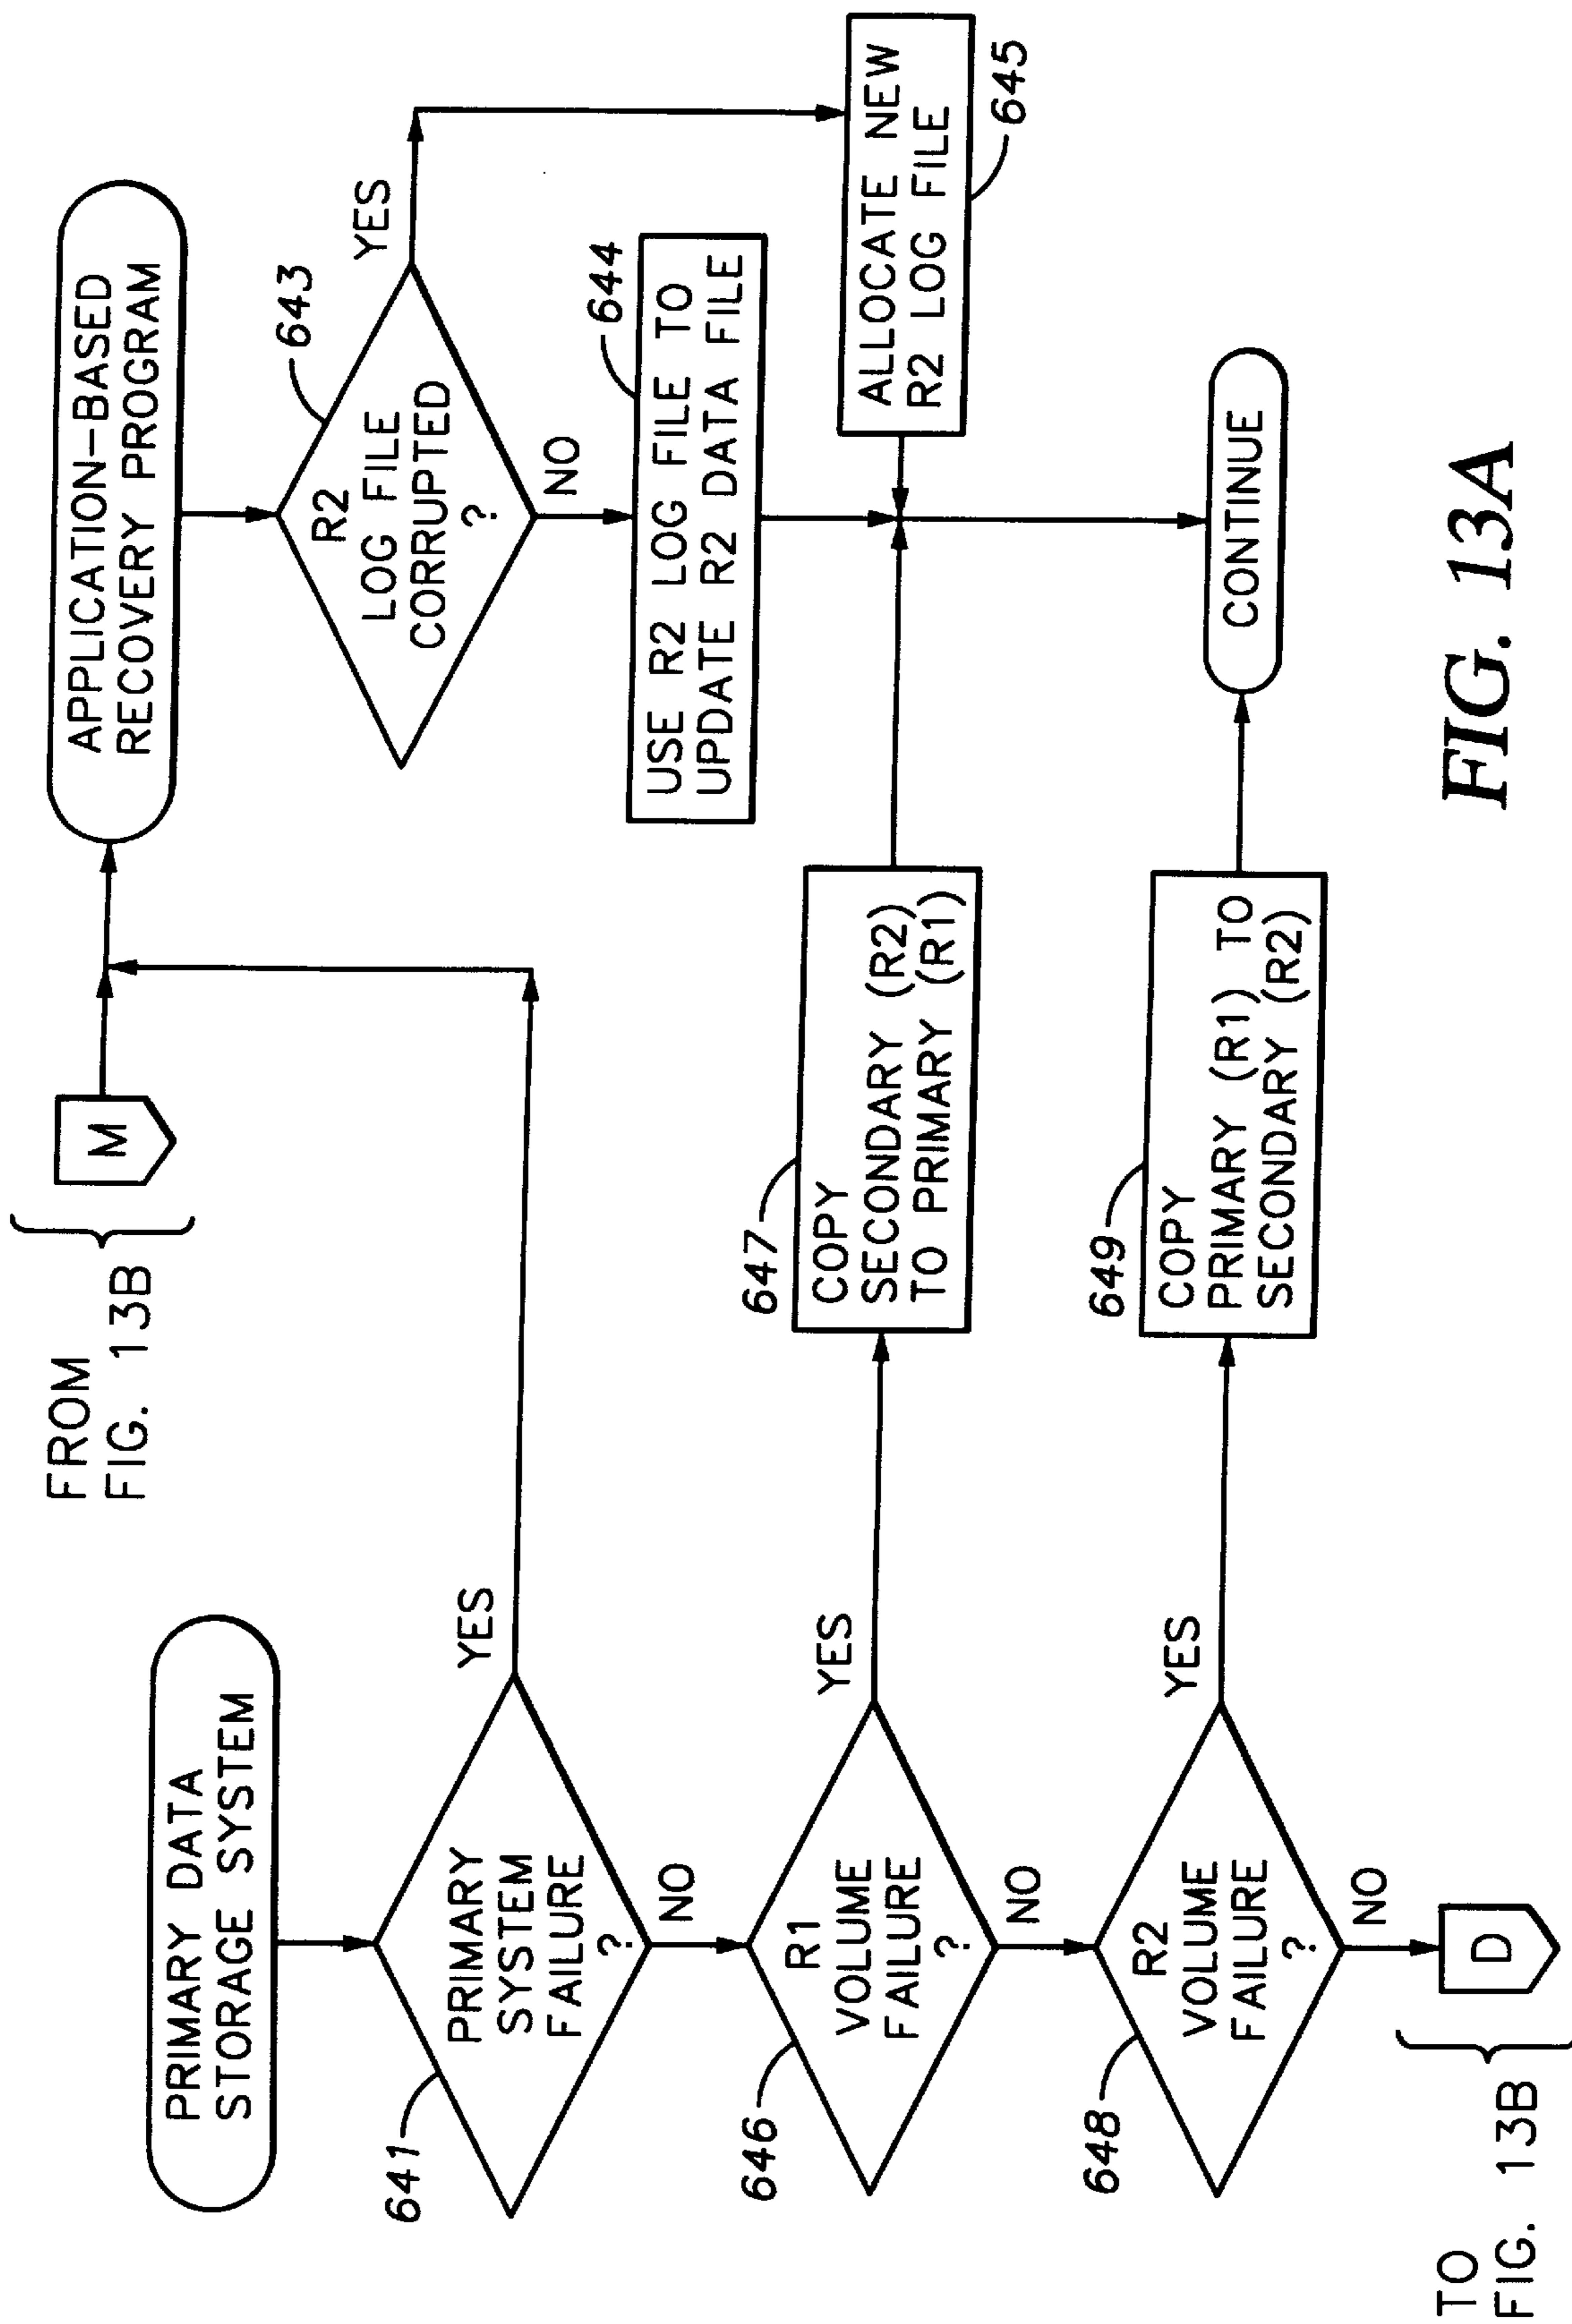 FROM
FIG. 13B
M
APPLICATION-BASED
RECOVERY PROGRAM
PRIMARY DATA
STORAGE SYSTEM
643
R2
LOG FILE
CORRUPTED
?
YES
NO
641
PRIMARY
SYSTEM
FAILURE
?
YES
NO
644
USE R2 LOG FILE TO
UPDATE R2 DATA FILE
646
R1
VOLUME
FAILURE
?
YES
NO
647
COPY
SECONDARY (R2)
TO PRIMARY (R1)
ALLOCATE NEW
R2 LOG FILE
645
648
R2
VOLUME
FAILURE
?
YES
NO
649
COPY
PRIMARY (R1) TO
SECONDARY (R2)
CONTINUE
TO
FIG. 13B
D
FIG. 13A